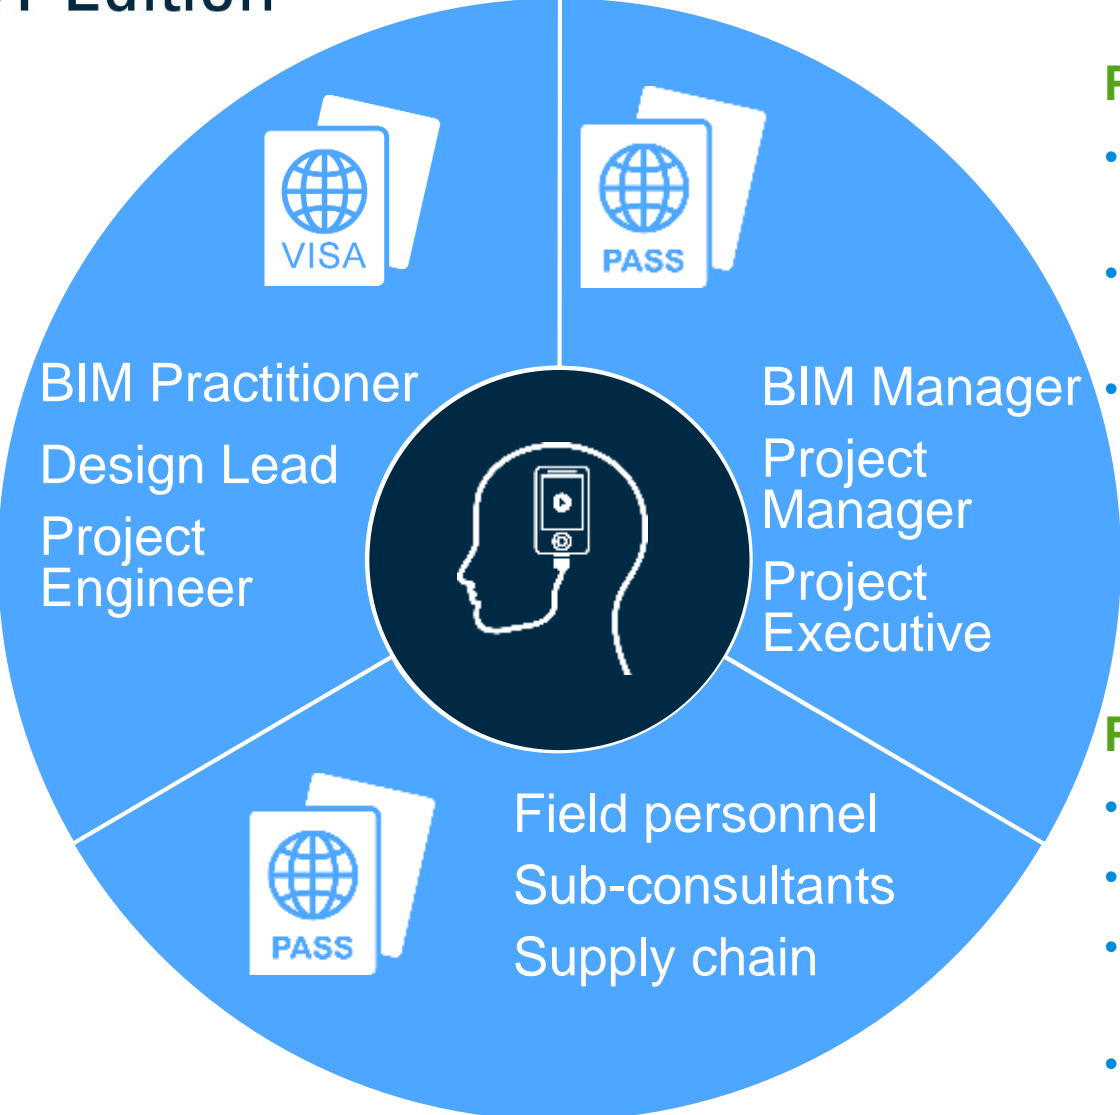 Edition
VISA
PASS
BIM Practitioner
Design Lead
Project
Engineer
BIM Manager
Project
Manager
Project
Executive
PASS
Field personnel
Sub-consultants
Supply chain